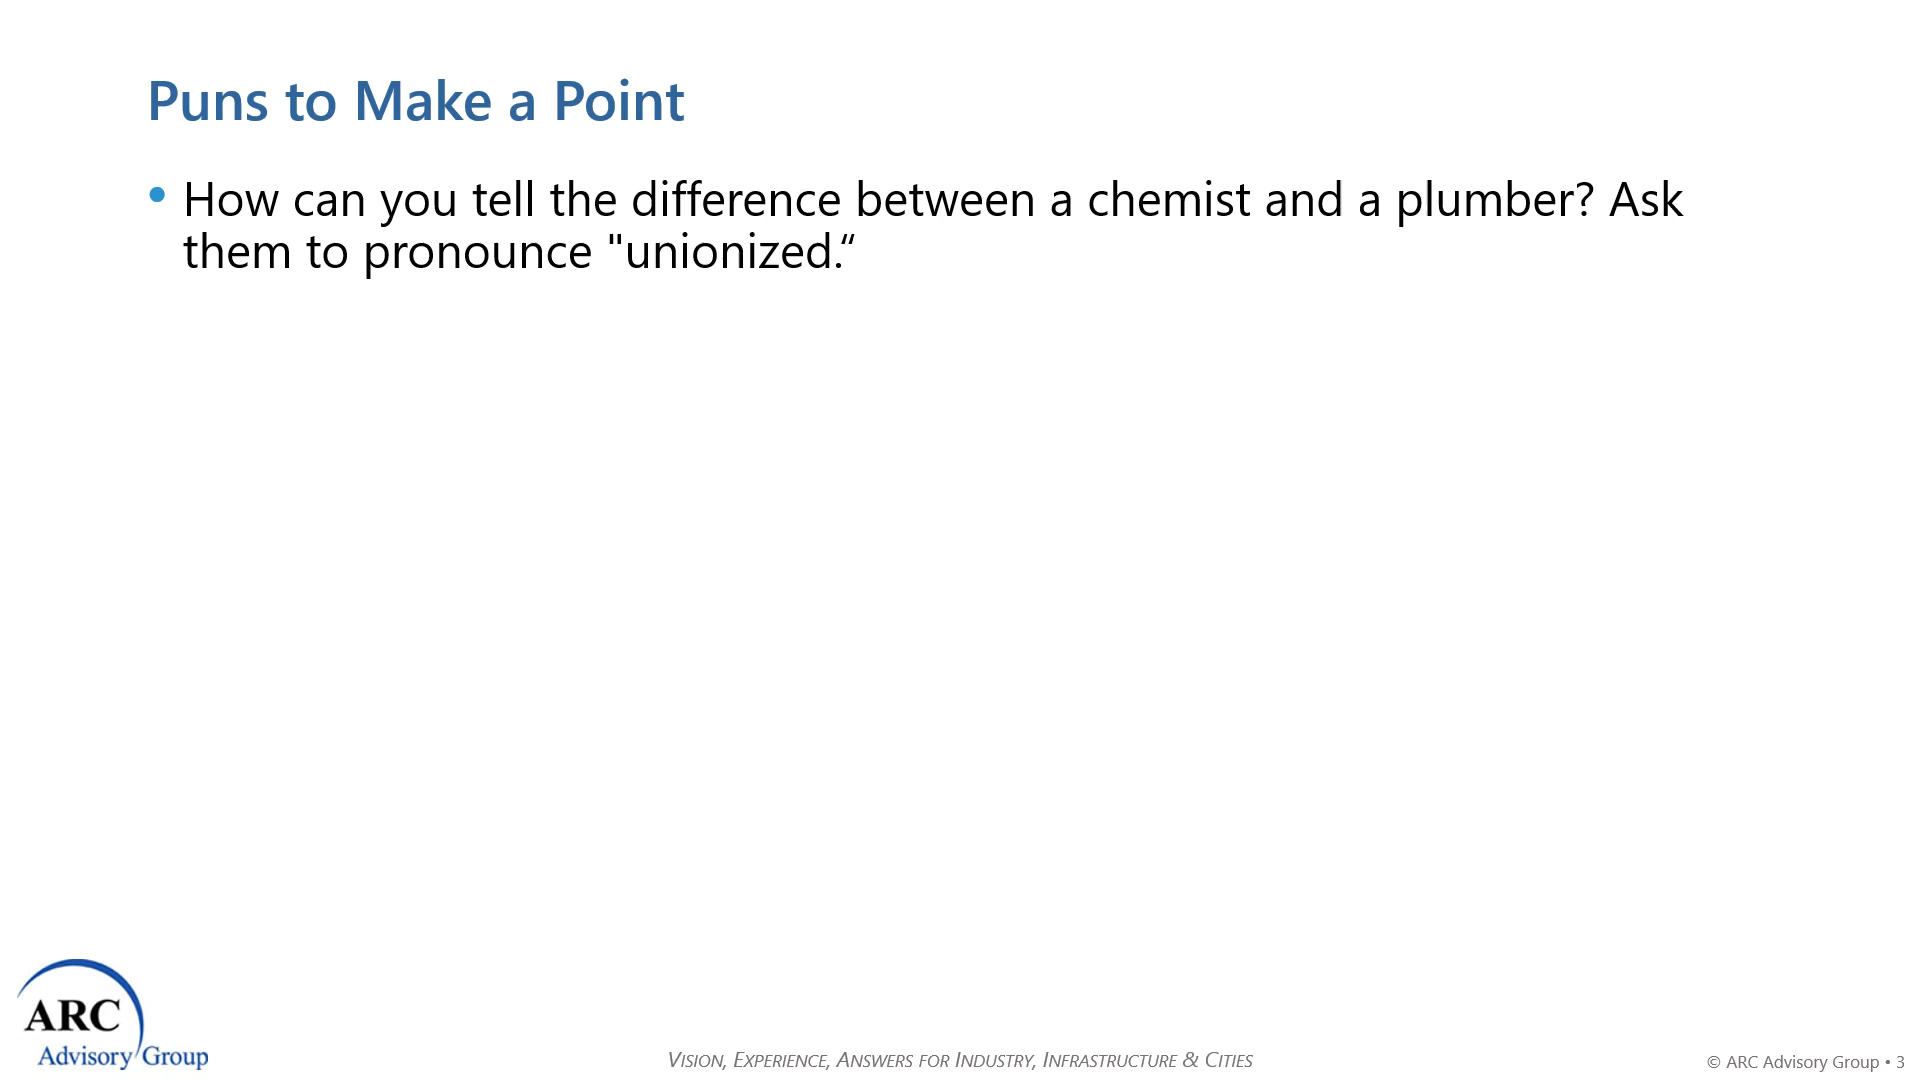 Puns to Make a Point
• How can you tell the difference between a chemist and a plumber? Ask
them to pronounce "unionized.“
ARC
Advisory Group
VISION, EXPERIENCE, ANSWERS FOR INDUSTRY, INFRASTRUCTURE & CITIES
© ARC Advisory Group • 3